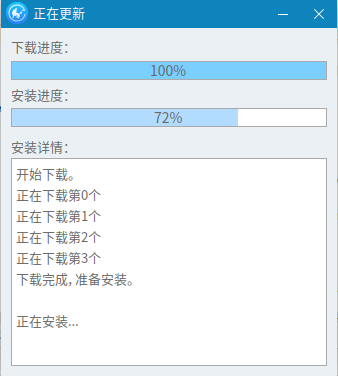 正在更新
下载进度：
100%
安装进度：
72%
安装详情：
开始下载。
正在下载第0个
正在下载第1个
正在下载第2个
正在下载第3个
下载完成，准备安装。
正在安装...